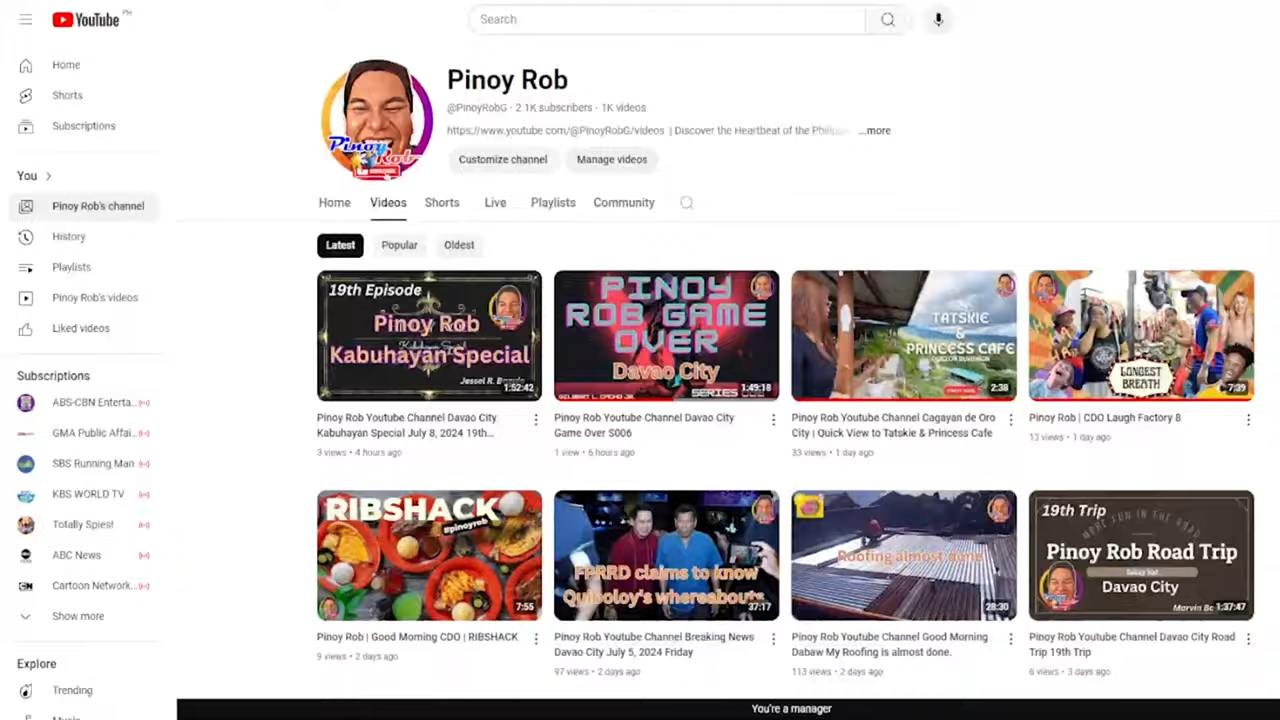 YouTube PH
Search
Home
Shorts
Subscriptions
You
Pinoy Rob's channel
History
Playlists
Pinoy Rob's videos
Liked videos
Subscriptions
ABS-CBN Enterta...
GMA Public Affai...
SBS Running Man
KBS WORLD TV
Totally Spies!
ABC News
Cartoon Network...
Show more
Explore
Trending
Pinoy Rob
@PinoyRobG · 2.1K subscribers · 1K videos
https://www.youtube.com/@PinoyRobG/videos | Discover the Heartbeat of the ...more
Customize channel
Manage videos
Pinoy
Rob
Home
Videos
Shorts
Live
Playlists
Community
Latest
Popular
Oldest
19th Episode
Pinoy Rob
Kabuhayan Special
Jessel R.
1:52:42
PINOY
ROB GAME
OVER
Davao City
SERIES
1:49:18
TATSKIE
&
PRINCESS CAFE
2:38
LONGEST
BREATH
7:39
Pinoy Rob Youtube Channel Davao City
Kabuhayan Special July 8, 2024 19th...
3 views • 4 hours ago
Pinoy Rob Youtube Channel Davao City
Game Over S006
1 view • 6 hours ago
Pinoy Rob Youtube Channel Cagayan de Oro
City | Quick View to Tatskie & Princess Cafe
33 views • 1 day ago
Pinoy Rob | CDO Laugh Factory 8
13 views • 1 day ago
RIBSHACK
#pinoyrob
7:55
FPRRD claims to know
Quiboloy's whereabouts
37:17
Roofing almost done
28:30
19th Trip
MORE FUN IN THE ROAD
Pinoy Rob Road Trip
Davao City
Marvin
1:37:47
Pinoy Rob | Good Morning CDO | RIBSHACK
9 views • 2 days ago
Pinoy Rob Youtube Channel Breaking News
Davao City July 5, 2024 Friday
97 views • 2 days ago
Pinoy Rob Youtube Channel Good Morning
Dabaw My Roofing is almost done.
113 views • 2 days ago
Pinoy Rob Youtube Channel Davao City Road
Trip 19th Trip
6 views • 3 days ago
You're a manager